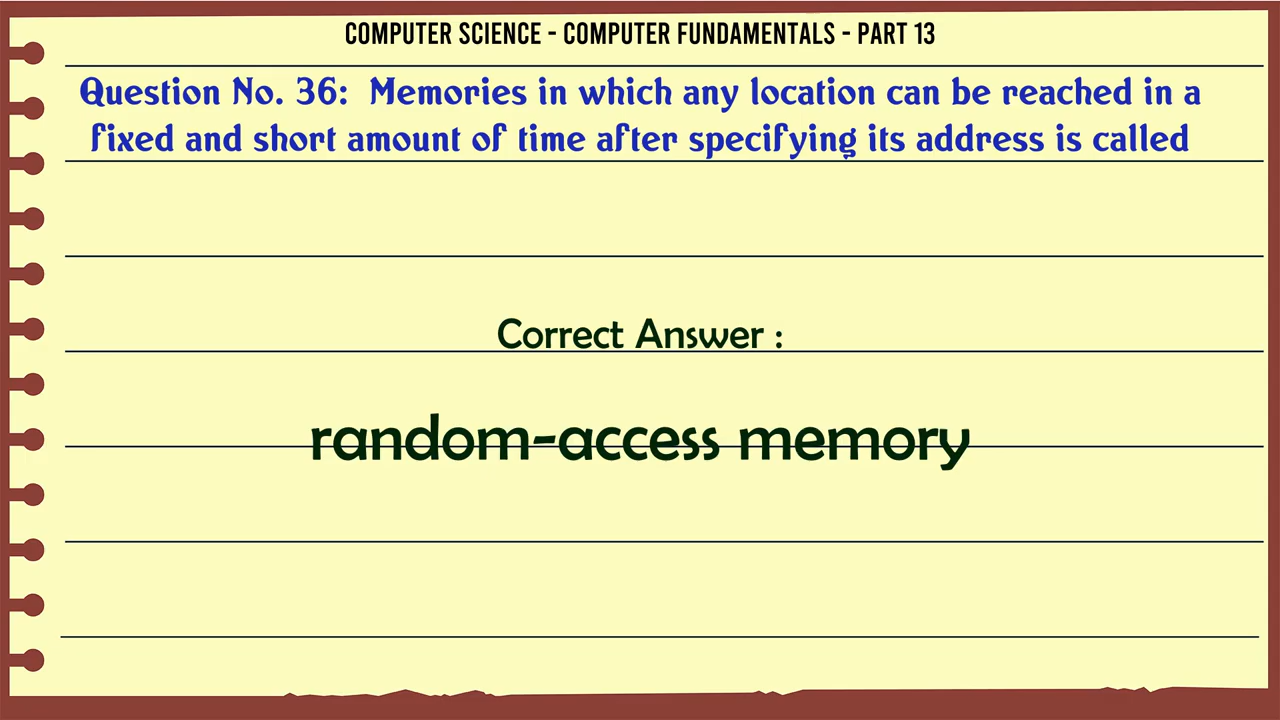 COMPUTER SCIENCE - COMPUTER FUNDAMENTALS - PART 13
Question No. 36: Memories in which any location can be reached in a
fixed and short amount of time after specifying its address is called
Correct Answer :
random-access memory